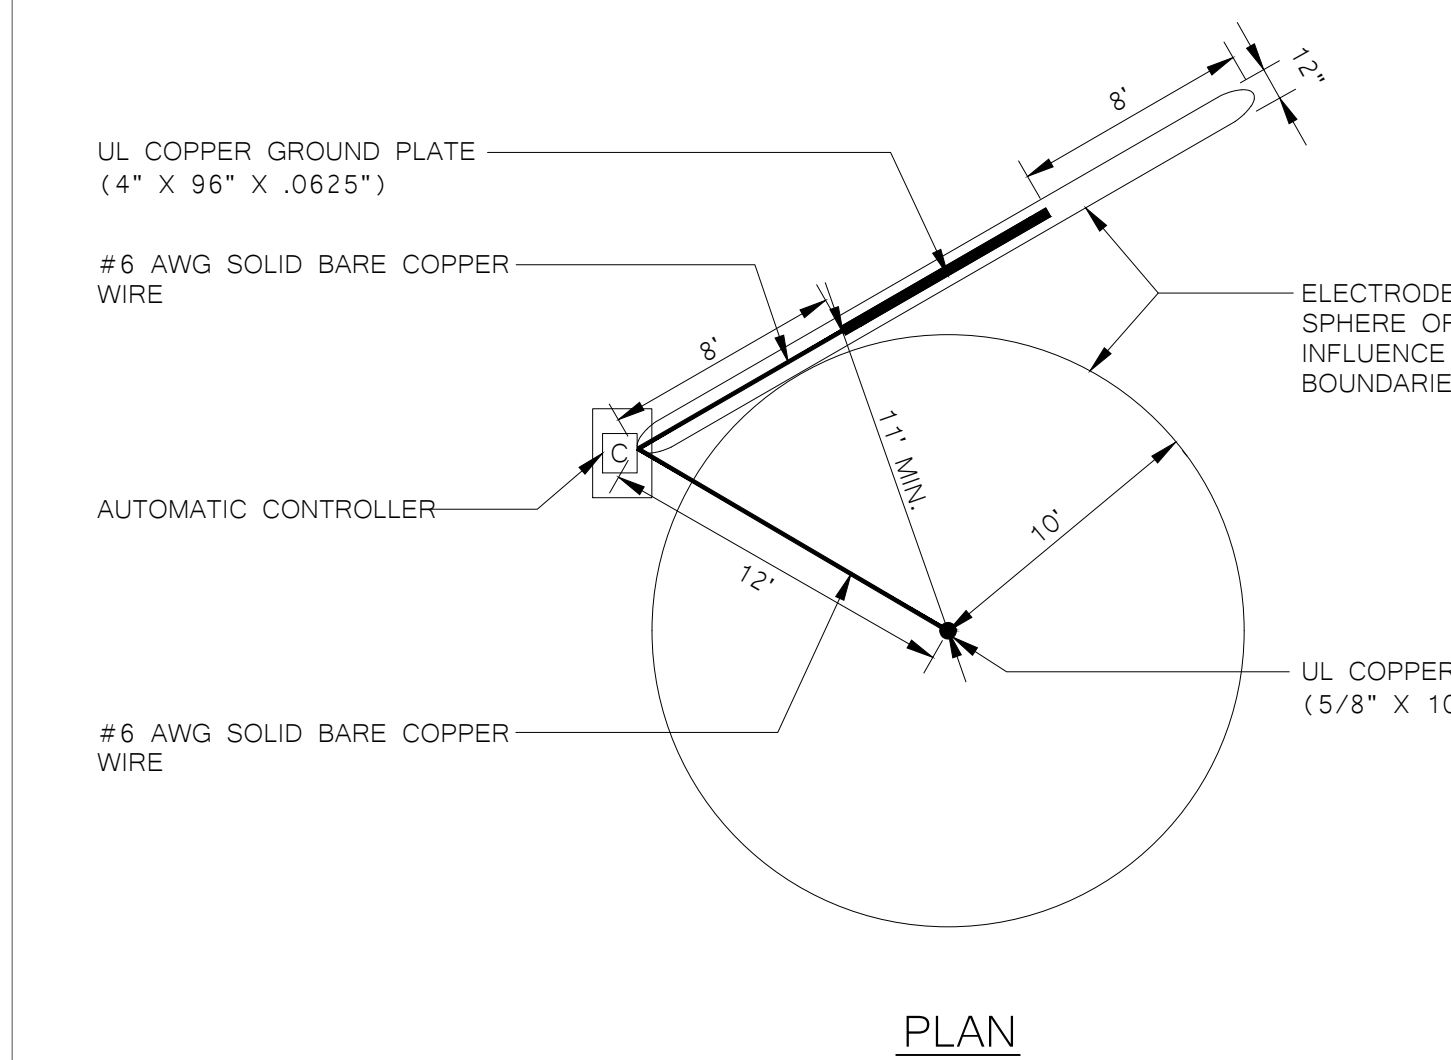 12"
8'
UL COPPER GROUND PLATE
(4" X 96" X .0625")
#6 AWG SOLID BARE COPPER
WIRE
ELECTRODE
SPHERE OF
INFLUENCE
BOUNDARIE
8'
C
11' MIN.
AUTOMATIC CONTROLLER
10'
12'
UL COPPER
(5/8" X 10
#6 AWG SOLID BARE COPPER
WIRE
PLAN